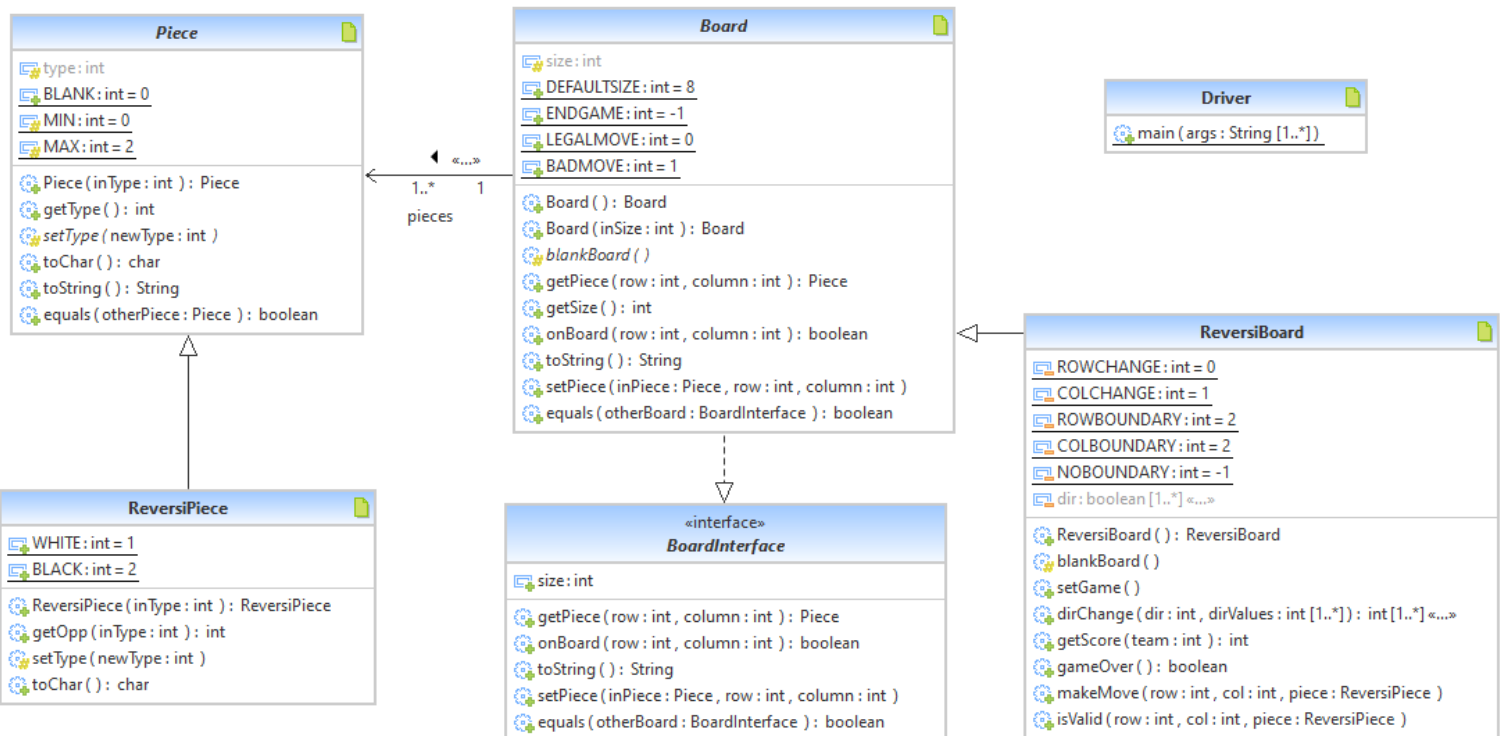 Piece
type : int
BLANK : int = 0
MIN : int = 0
MAX : int = 2
Piece ( inType : int ) : Piece
getType ( ) : int
setType ( newType : int )
toChar ( ) : char
toString ( ) : String
equals ( otherPiece : Piece ) : boolean
«...»
1..* 1
pieces
Board
size : int
DEFAULTSIZE : int = 8
ENDGAME : int = -1
LEGALMOVE : int = 0
BADMOVE : int = 1
Board ( ) : Board
Board ( inSize : int ) : Board
blankBoard ( )
getPiece ( row : int , column : int ) : Piece
getSize ( ) : int
onBoard ( row : int , column : int ) : boolean
toString ( ) : String
setPiece ( inPiece : Piece , row : int , column : int )
equals ( otherBoard : BoardInterface ) : boolean
Driver
main ( args : String [1..*] )
ReversiPiece
WHITE : int = 1
BLACK : int = 2
ReversiPiece ( inType : int ) : ReversiPiece
getOpp ( inType : int ) : int
setType ( newType : int )
toChar ( ) : char
«interface»
BoardInterface
size : int
getPiece ( row : int , column : int ) : Piece
onBoard ( row : int , column : int ) : boolean
toString ( ) : String
setPiece ( inPiece : Piece , row : int , column : int )
equals ( otherBoard : BoardInterface ) : boolean
ReversiBoard
ROWCHANGE : int = 0
COLCHANGE : int = 1
ROWBOUNDARY : int = 2
COLBOUNDARY : int = 2
NOBOUNDARY : int = -1
dir : boolean [1..*] «...»
ReversiBoard ( ) : ReversiBoard
blankBoard ( )
setGame ( )
dirChange ( dir : int , dirValues : int [1..*] ) : int [1..*] «...»
getScore ( team : int ) : int
gameOver ( ) : boolean
makeMove ( row : int , col : int , piece : ReversiPiece )
isValid ( row : int , col : int , piece : ReversiPiece )